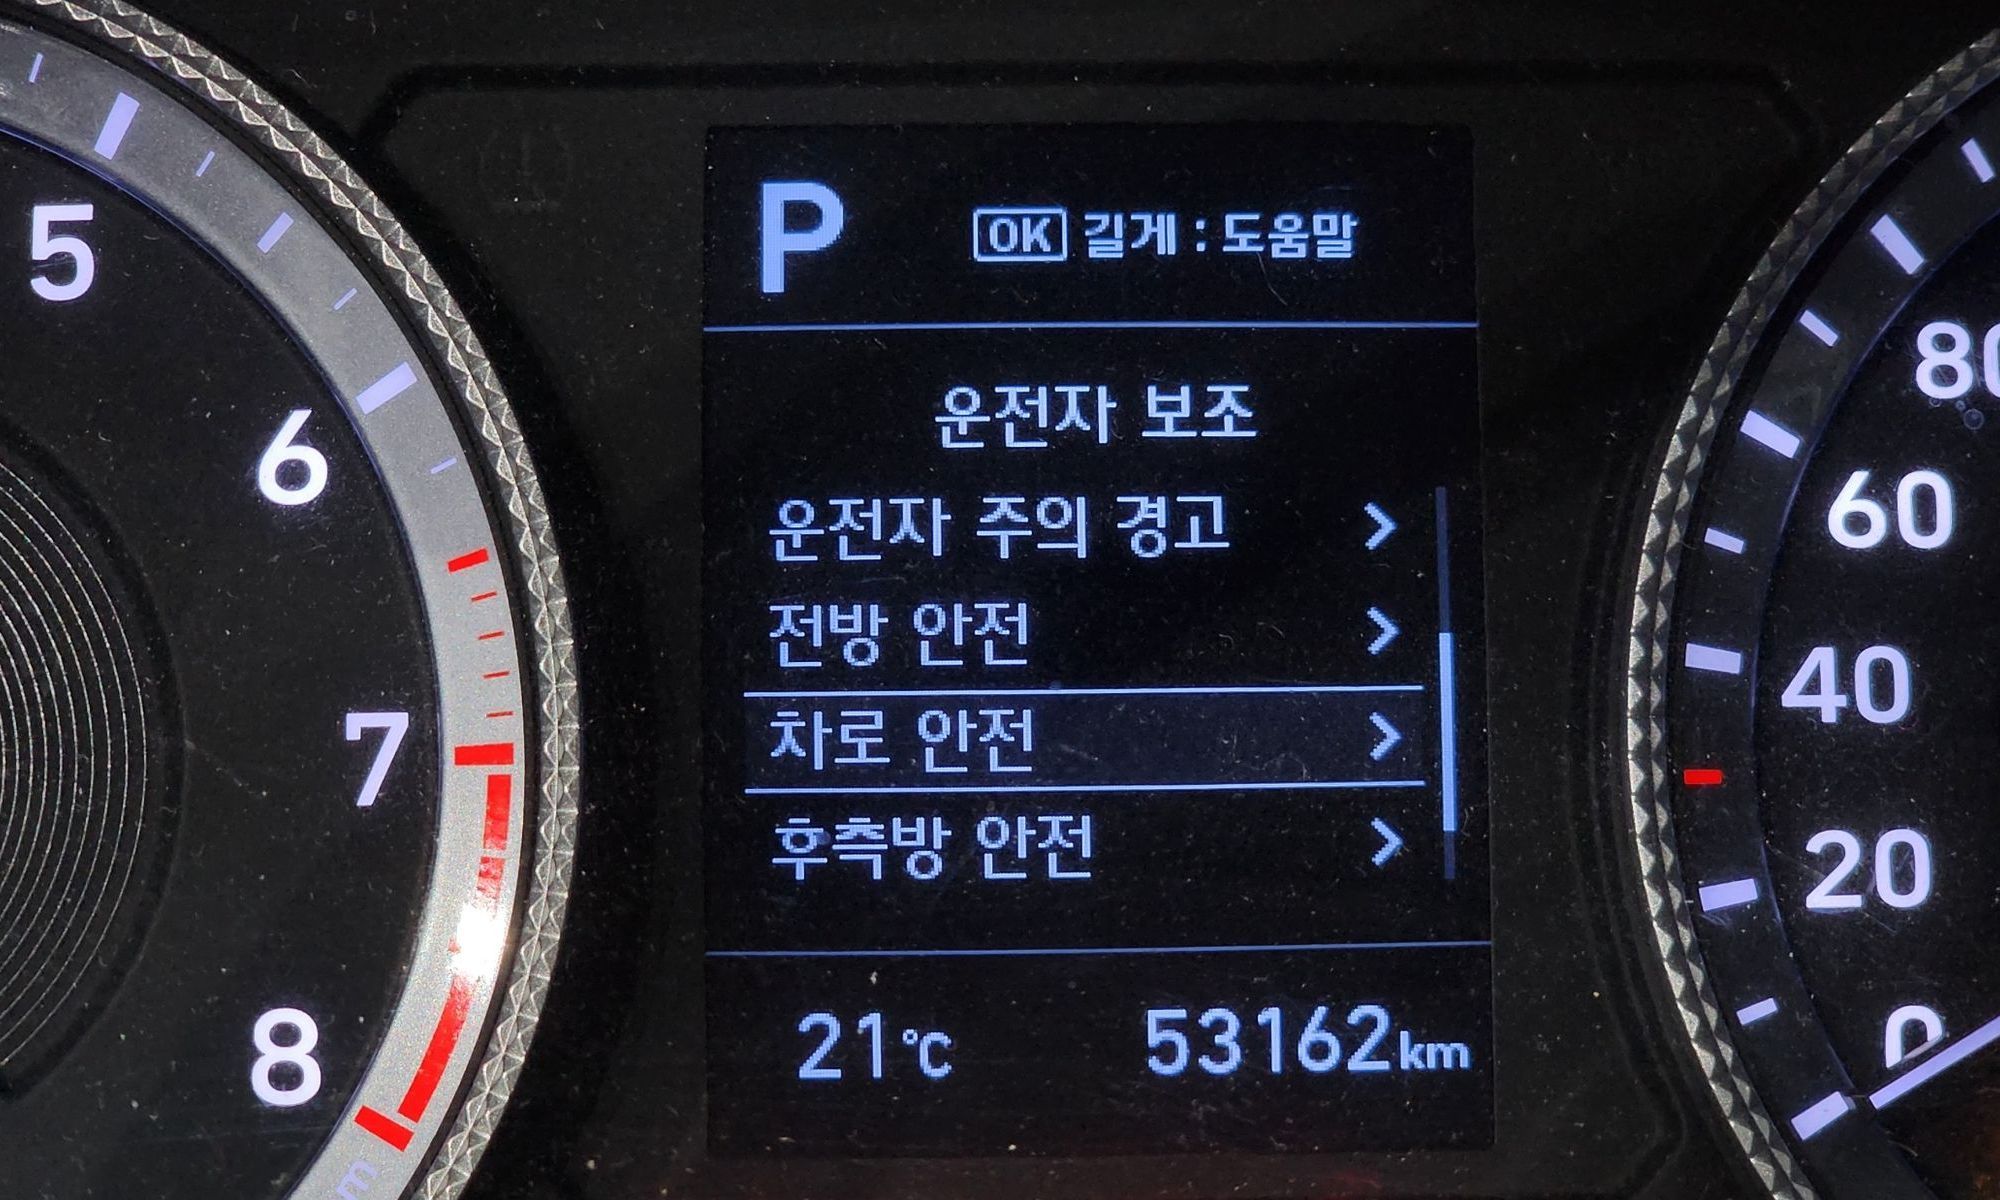 P OK 길게 : 도움말
운전자 보조
운전자 주의 경고
전방 안전
차로 안전
후측방 안전
21℃ 53162km
5
6
7
8
80
60
40
20
0